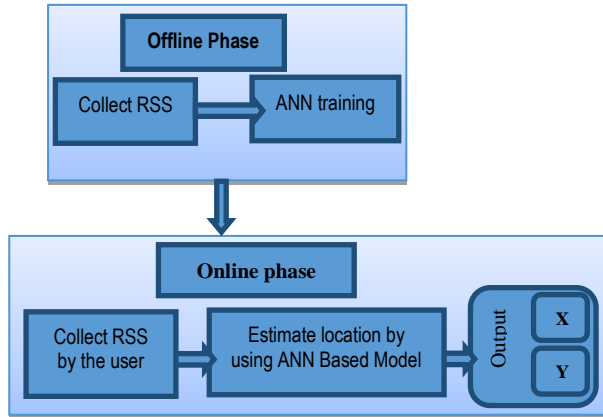 Offline Phase
Collect RSS
ANN training
Online phase
Collect RSS
by the user
Estimate location by
using ANN Based Model
Output
X
Y